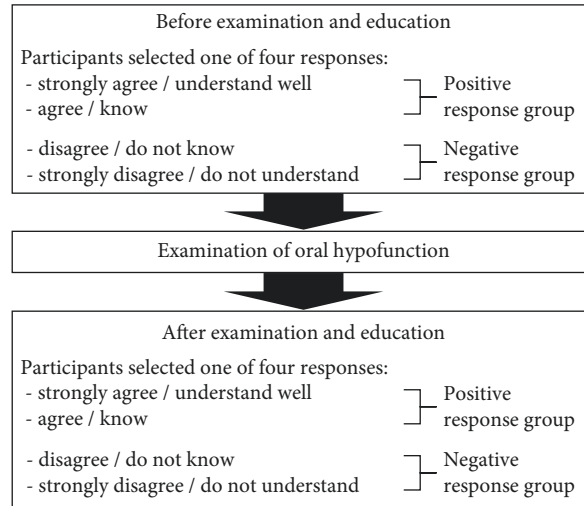 Before examination and education
Participants selected one of four responses:
- strongly agree / understand well
- agree / know
Positive
response group
- disagree / do not know
- strongly disagree / do not understand
Negative
response group
Examination of oral hypofunction
After examination and education
Participants selected one of four responses:
- strongly agree / understand well
- agree / know
Positive
response group
- disagree / do not know
- strongly disagree / do not understand
Negative
response group